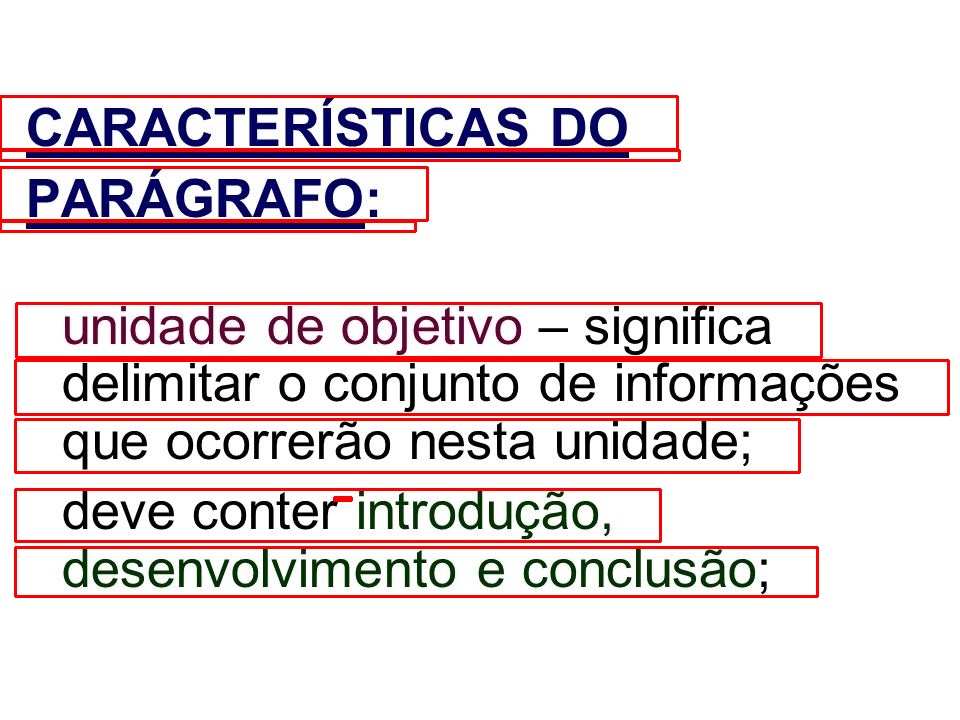 CARACTERÍSTICAS DO
PARÁGRAFO:
unidade de objetivo – significa
delimitar o conjunto de informações
que ocorrerão nesta unidade;
deve conter introdução,
desenvolvimento e conclusão;